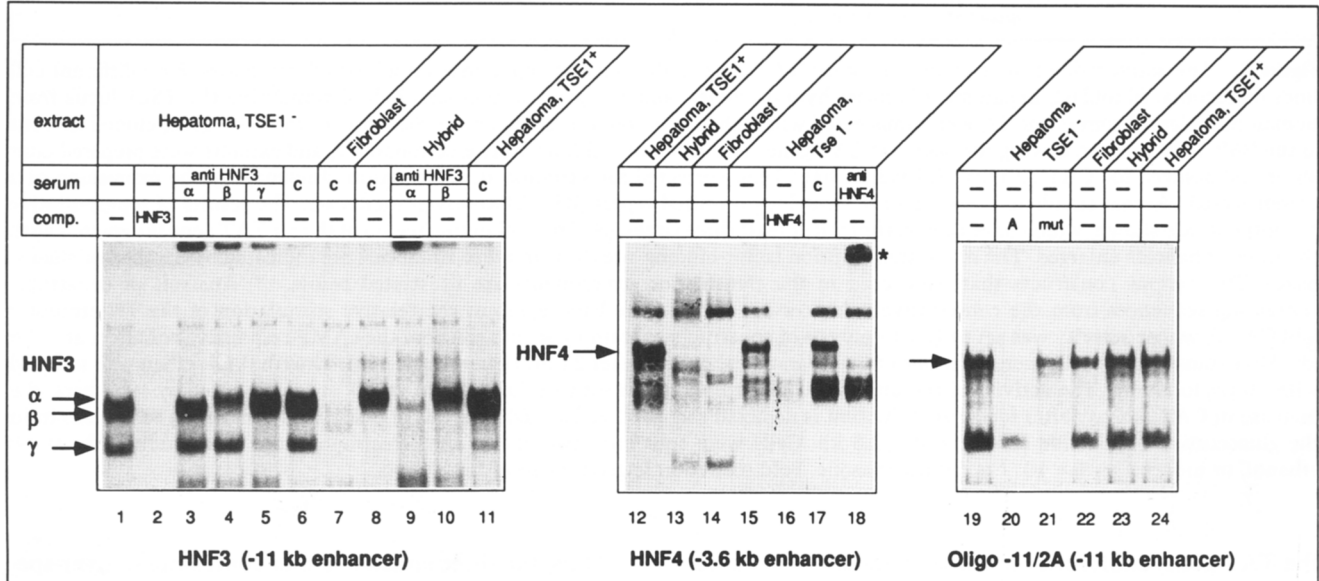 extract
Hepatoma, TSE1 -
Fibroblast
Hybrid
Hepatoma, TSE1+
serum
– – anti HNF3 α β γ c c c anti HNF3 α β c
comp.
– HNF3 – – – – – – – – –
HNF3
α
β
γ
1 2 3 4 5 6 7 8 9 10 11
HNF3 (-11 kb enhancer)
Hepatoma, TSE1+
Hybrid
Fibroblast
Hepatoma,
Tse 1 -
– – – – – c anti HNF4
– – – – HNF4 – –
*
HNF4
12 13 14 15 16 17 18
HNF4 (-3.6 kb enhancer)
Hepatoma,
TSE1 -
Fibroblast
Hybrid
Hepatoma, TSE1+
– – – – – –
– A mut – – –
19 20 21 22 23 24
Oligo -11/2A (-11 kb enhancer)